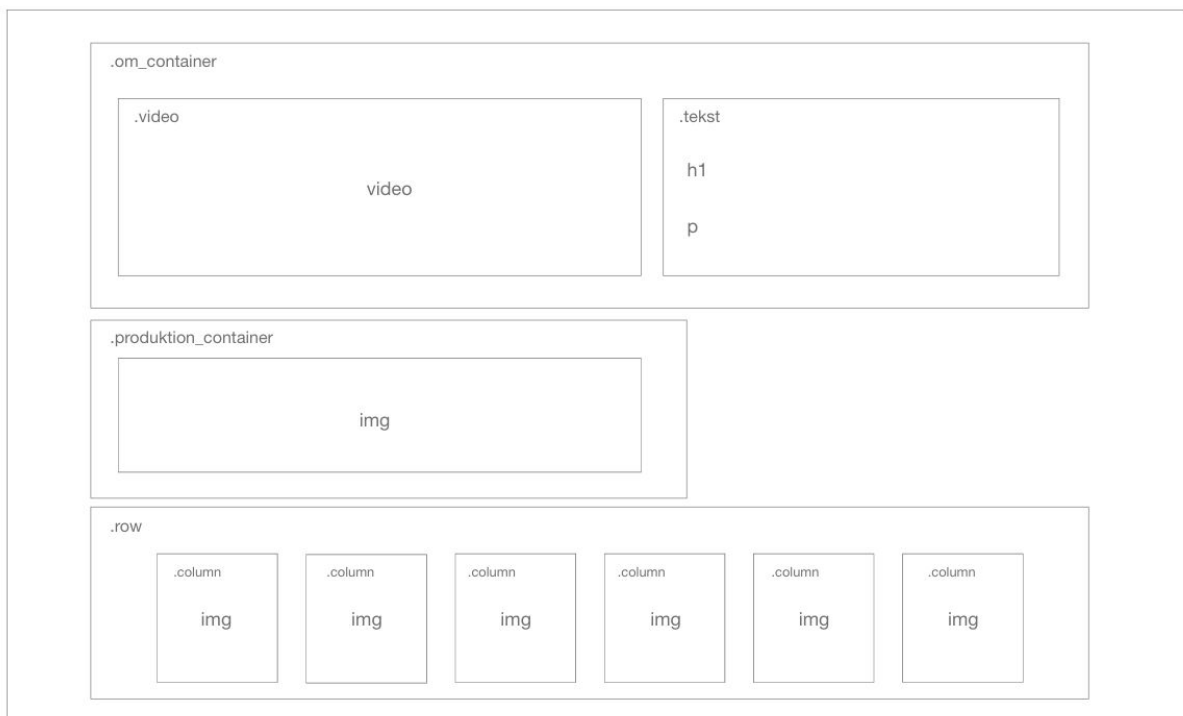 .om_container
.video
video
.tekst
h1
p
.produktion_container
img
.row
.column
img
.column
img
.column
img
.column
img
.column
img
.column
img